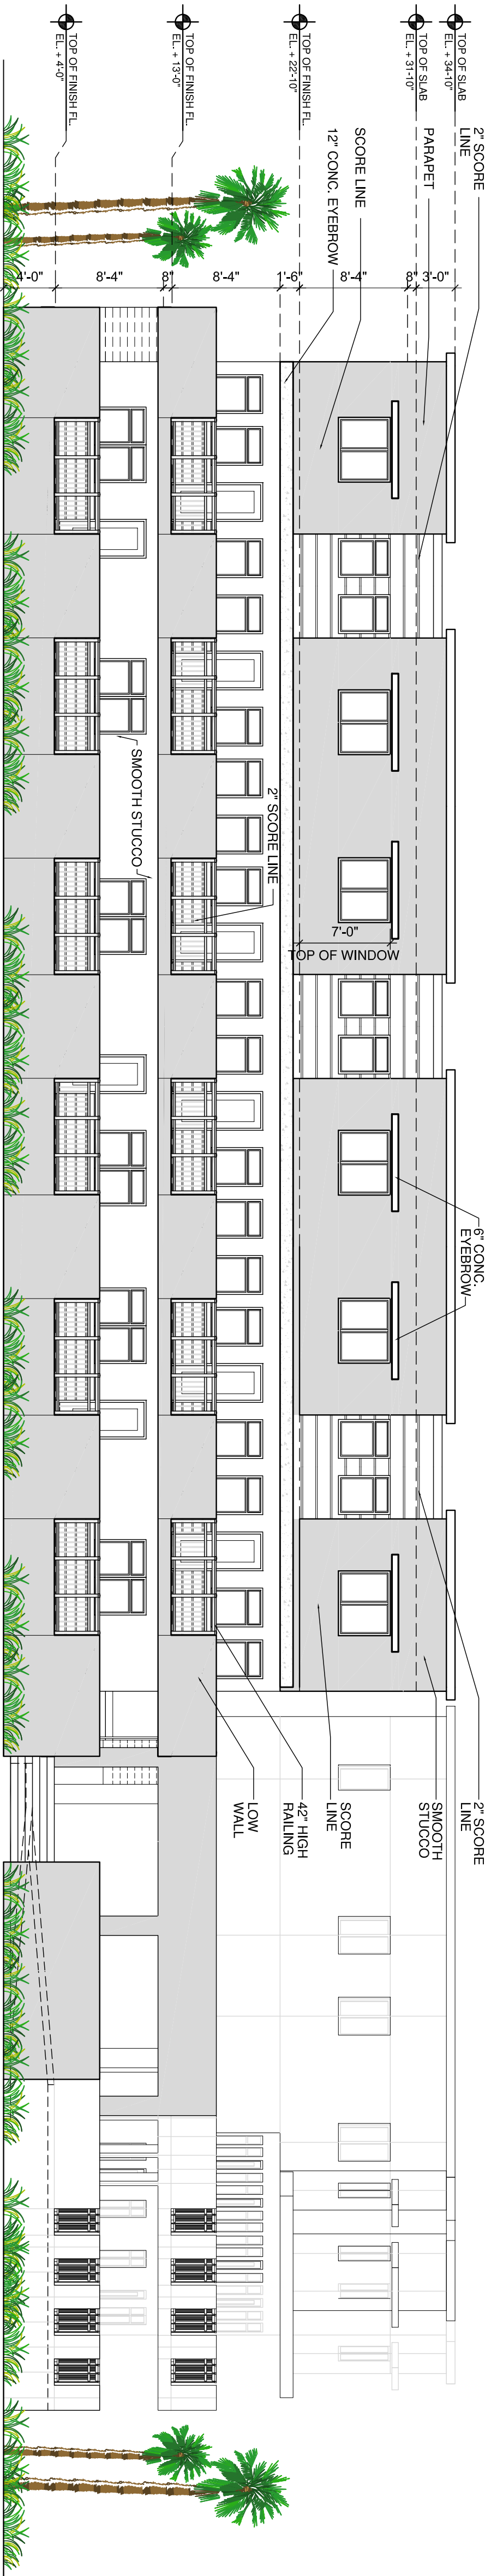 TOP OF SLAB
EL. + 34'-10"
TOP OF SLAB
EL. + 31'-10"
TOP OF FINISH FL.
EL. + 22'-10"
TOP OF FINISH FL.
EL. + 13'-0"
TOP OF FINISH FL.
EL. + 4'-0"
2" SCORE
LINE
PARAPET
SCORE LINE
12" CONC. EYEBROW
3'-0"
8"
8'-4"
1'-6"
8'-4"
8"
8'-4"
4'-0"
2" SCORE LINE
SMOOTH STUCCO
7'-0"
TOP OF WINDOW
6" CONC.
EYEBROW
2" SCORE
LINE
SMOOTH
STUCCO
SCORE
LINE
42" HIGH
RAILING
LOW
WALL